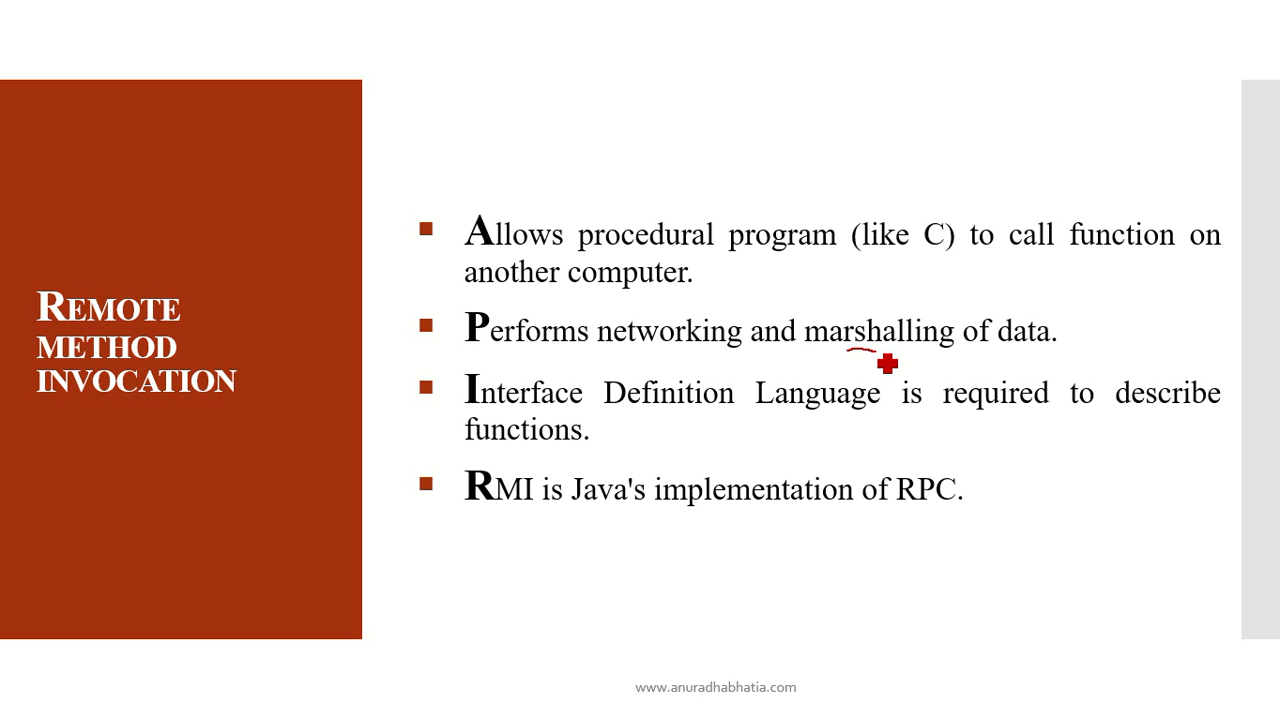 REMOTE
METHOD
INVOCATION
Allows procedural program (like C) to call function on
another computer.
Performs networking and marshalling of data.
Interface Definition Language is required to describe
functions.
RMI is Java's implementation of RPC.
www.anuradhabhatia.com